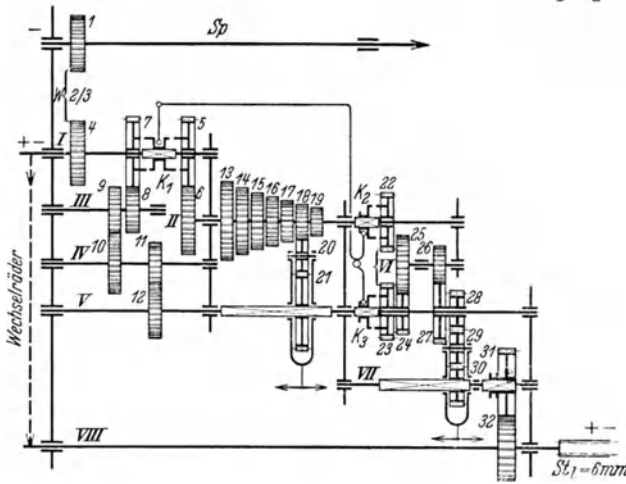 1
Sp
W 2/3
+-
I
4
7
5
K1
9
8
III
6
II
13
14
15
16
17
18
19
K2
22
10
11
IV
20
21
25
26
VI
12
V
K3
23
24
27
28
29
30
VII
31
32
Wechselräder
VIII
+-
St1 = 6mm